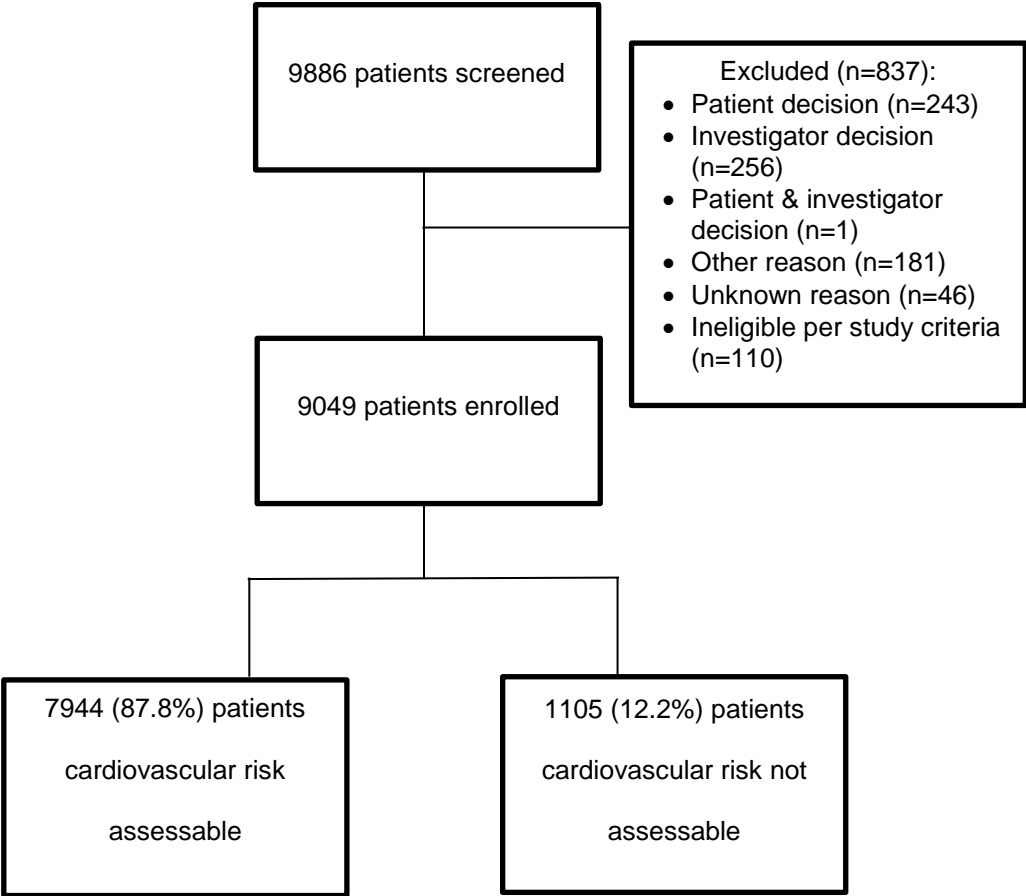 9886 patients screened
Excluded (n=837):
• Patient decision (n=243)
• Investigator decision
(n=256)
• Patient & investigator
decision (n=1)
• Other reason (n=181)
• Unknown reason (n=46)
• Ineligible per study criteria
(n=110)
9049 patients enrolled
7944 (87.8%) patients
cardiovascular risk
assessable
1105 (12.2%) patients
cardiovascular risk not
assessable